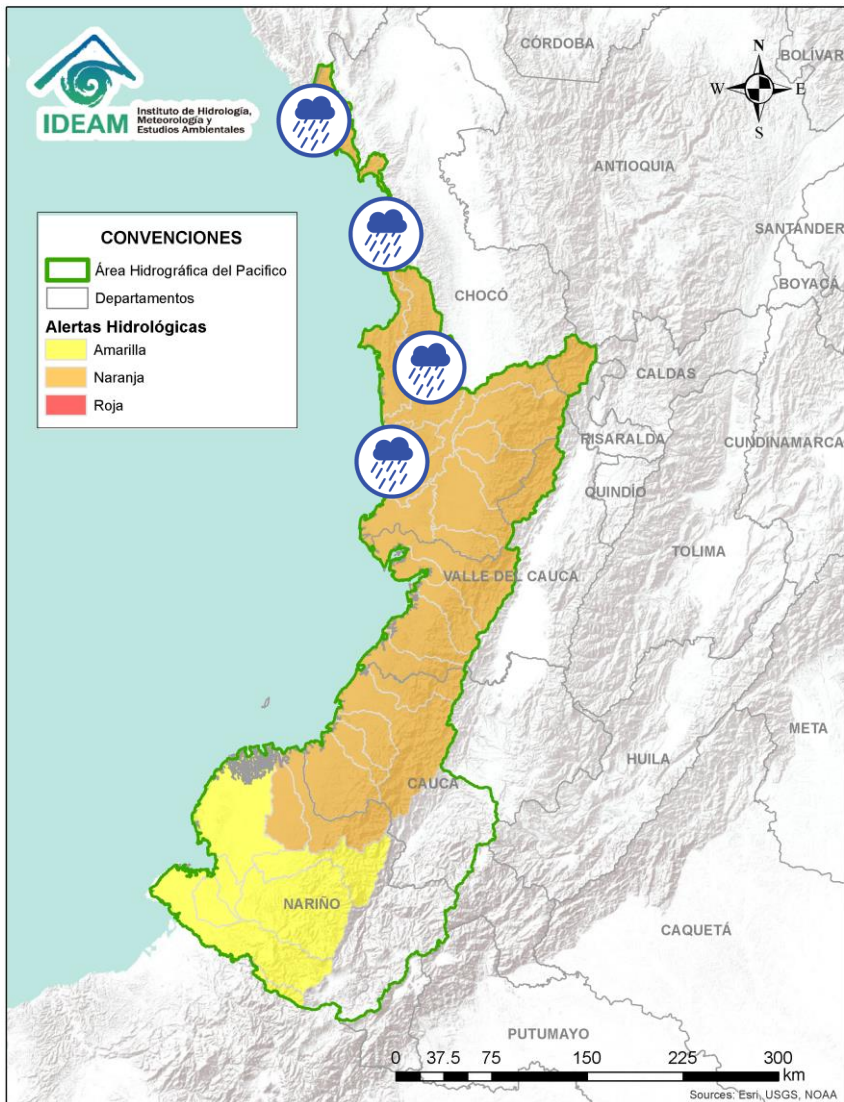 IDEAM
Instituto de Hidrología,
Meteorología y
Estudios Ambientales
CÓRDOBA
BOLÍVAR
N
W
E
S
ANTIOQUIA
SANTANDER
BOYACÁ
CONVENCIONES
Área Hidrográfica del Pacifico
Departamentos
Alertas Hidrológicas
Amarilla
Naranja
Roja
CHOCÓ
CALDAS
RISARALDA
CUNDINAMARCA
QUINDÍO
TOLIMA
VALLE DEL CAUCA
META
HUILA
CAUCA
NARIÑO
CAQUETÁ
PUTUMAYO
0 37.5 75 150 225 300
km
Sources: Esri, USGS, NOAA